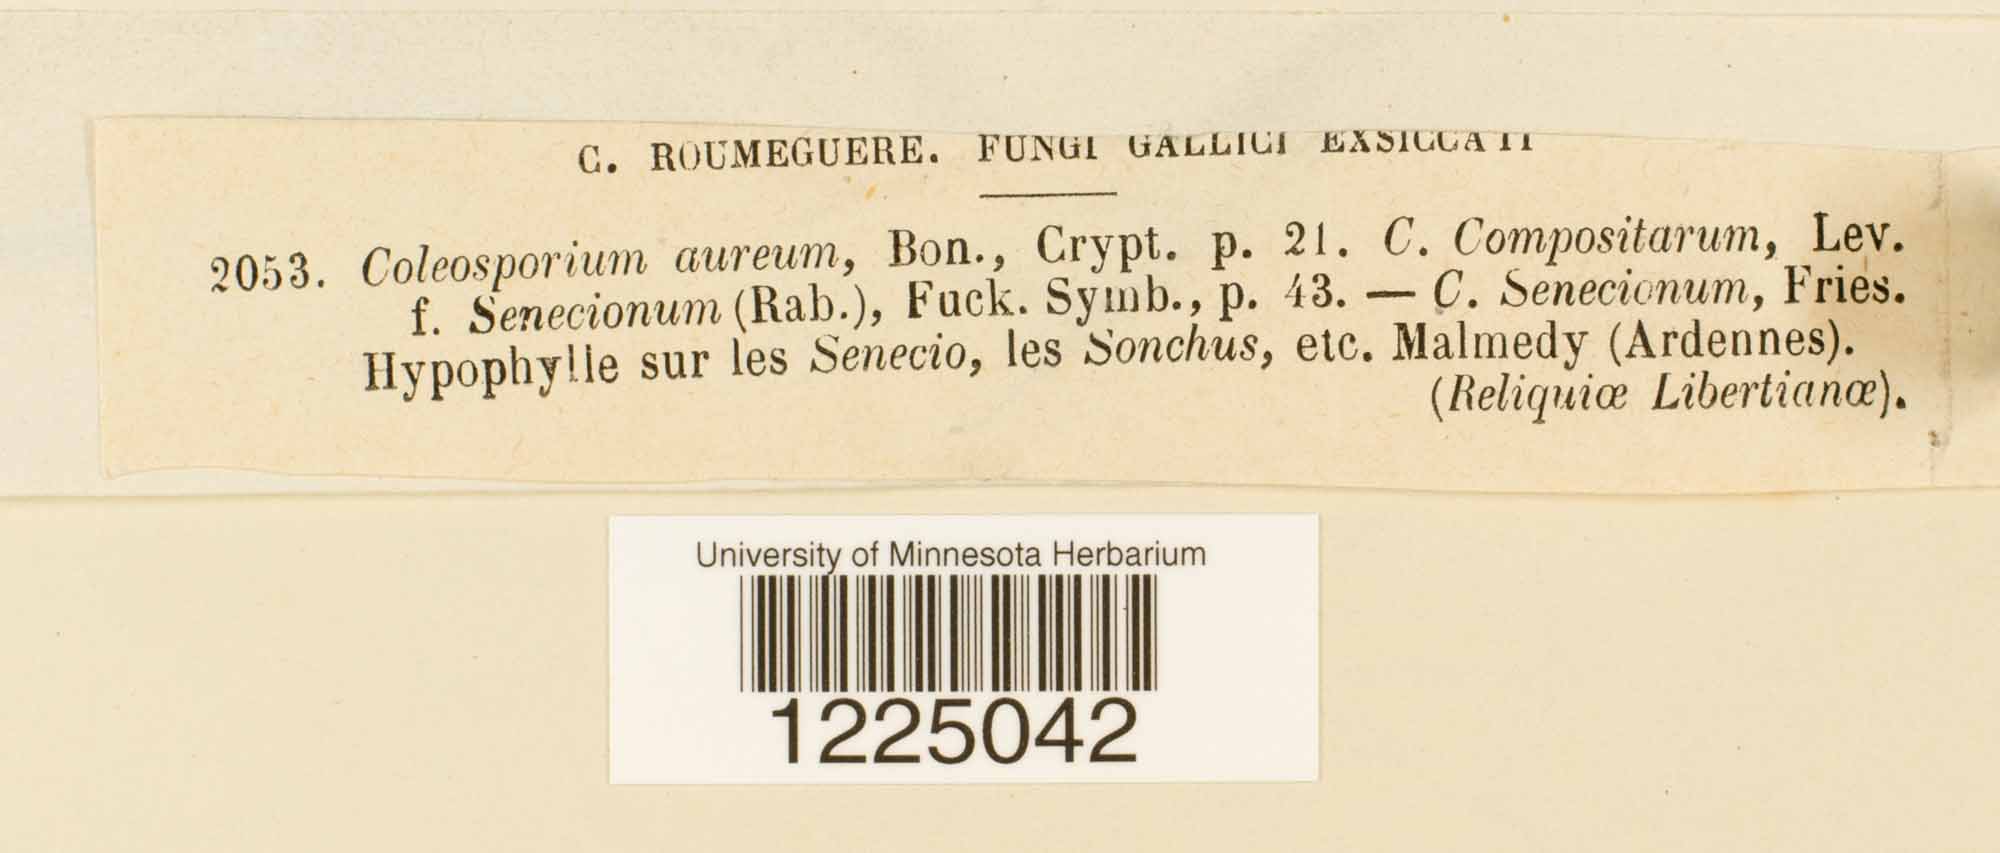 C. ROUMEGUERE. FUNGI GALLICI EXSICCATI
2053. Coleosporium aureum, Bon., Crypt. p. 21. C. Compositarum, Lev.
f. Senecionum (Rab.), Fuck. Symb., p. 43. — C. Senecionum, Fries.
Hypophylle sur les Senecio, les Sonchus, etc. Malmedy (Ardennes).
(Reliquiæ Libertianæ).
University of Minnesota Herbarium
1225042